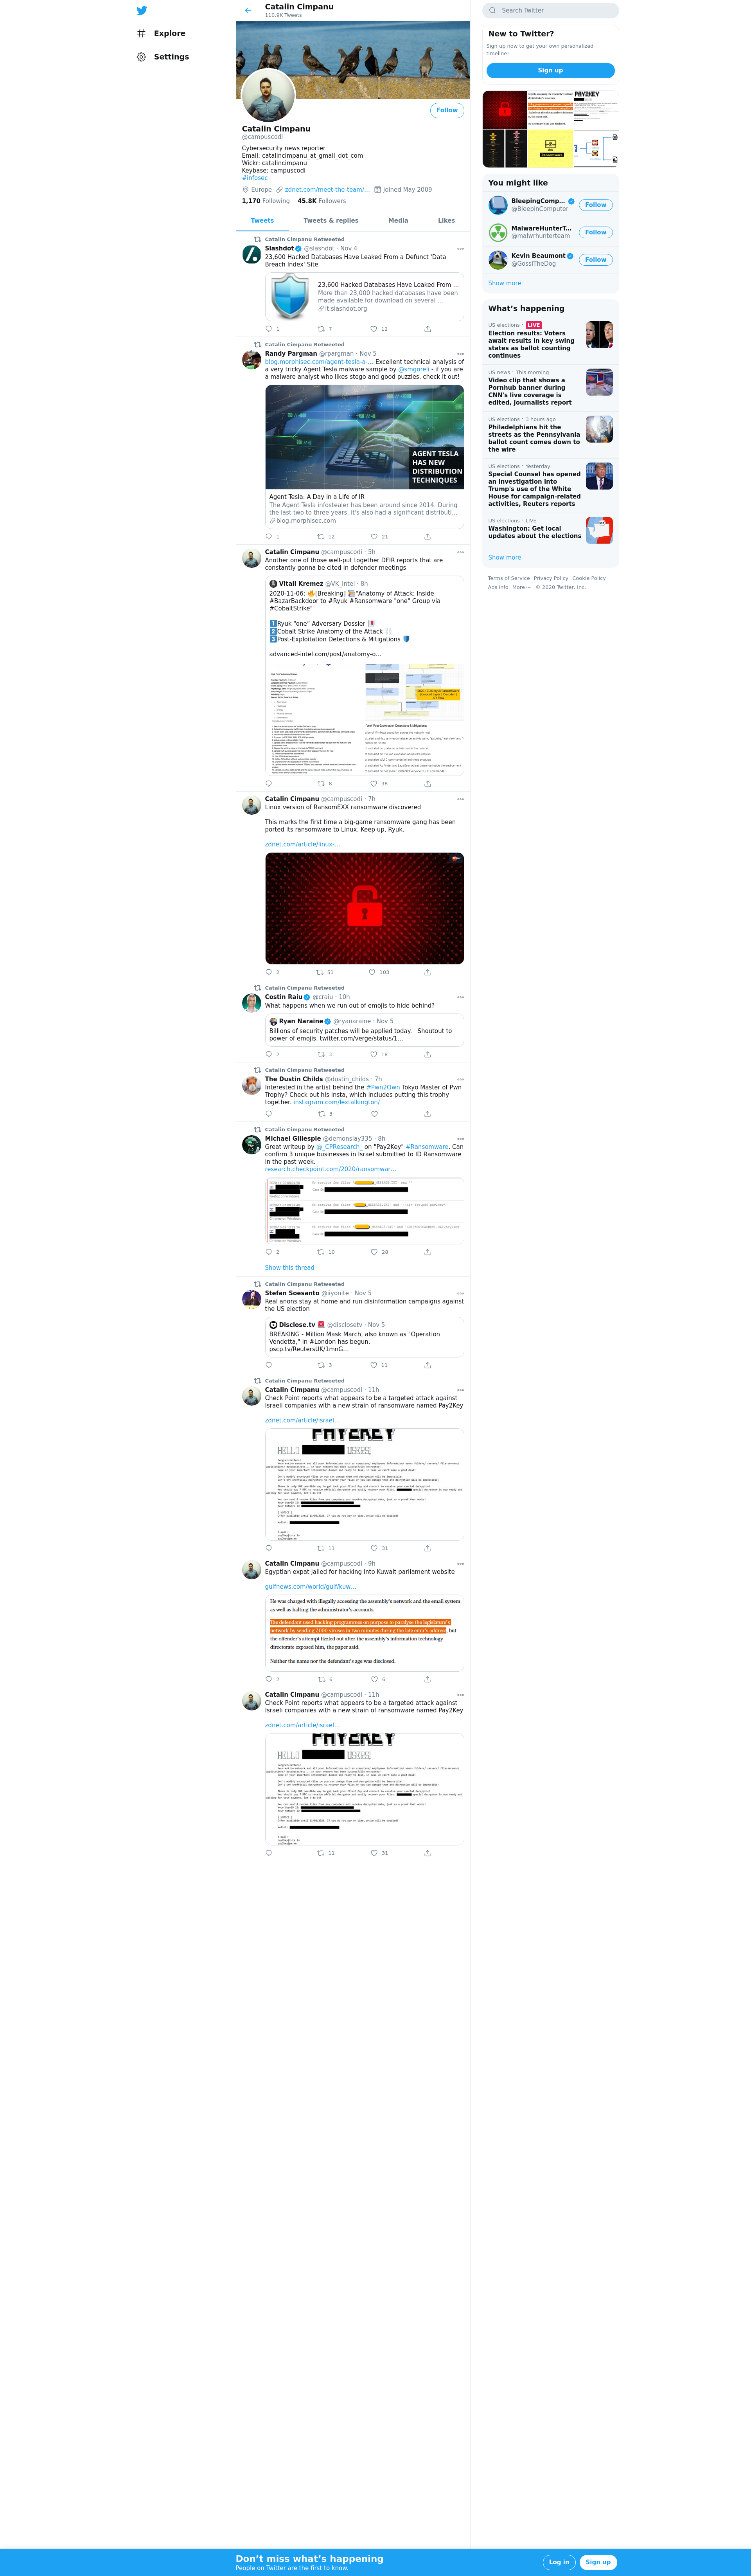 Explore
Settings
Catalin Cimpanu
110.9K Tweets
Follow
Catalin Cimpanu
@campuscodi
Cybersecurity news reporter
Email: catalincimpanu_at_gmail_dot_com
Wickr: catalincimpanu
Keybase: campuscodi
#infosec
Europe zdnet.com/meet-the-team/… Joined May 2009
1,170 Following 45.8K Followers
Tweets Tweets & replies Media Likes
Catalin Cimpanu Retweeted
Slashdot @slashdot · Nov 4
23,600 Hacked Databases Have Leaked From a Defunct 'Data
Breach Index' Site
23,600 Hacked Databases Have Leaked From …
More than 23,000 hacked databases have been
made available for download on several …
it.slashdot.org
1 7 12
Catalin Cimpanu Retweeted
Randy Pargman @rpargman · Nov 5
blog.morphisec.com/agent-tesla-a-… Excellent technical analysis of
a very tricky Agent Tesla malware sample by @smgoreli - if you are
a malware analyst who likes stego and good puzzles, check it out!
AGENT TESLA
HAS NEW
DISTRIBUTION
TECHNIQUES
Agent Tesla: A Day in a Life of IR
The Agent Tesla infostealer has been around since 2014. During
the last two to three years, it's also had a significant distributi…
blog.morphisec.com
1 12 21
Catalin Cimpanu @campuscodi · 5h
Another one of those well-put together DFIR reports that are
constantly gonna be cited in defender meetings
Vitali Kremez @VK_Intel · 8h
2020-11-06: 🔥[Breaking] "Anatomy of Attack: Inside
#BazarBackdoor to #Ryuk #Ransomware "one" Group via
#CobaltStrike"
1️⃣Ryuk "one" Adversary Dossier
2️⃣Cobalt Strike Anatomy of the Attack
3️⃣Post-Exploitation Detections & Mitigations 🛡
advanced-intel.com/post/anatomy-o…
8 38
Catalin Cimpanu @campuscodi · 7h
Linux version of RansomEXX ransomware discovered
This marks the first time a big-game ransomware gang has been
ported its ransomware to Linux. Keep up, Ryuk.
zdnet.com/article/linux-…
2 51 103
Catalin Cimpanu Retweeted
Costin Raiu @craiu · 10h
What happens when we run out of emojis to hide behind?
Ryan Naraine @ryanaraine · Nov 5
Billions of security patches will be applied today. Shoutout to
power of emojis. twitter.com/verge/status/1…
2 3 18
Catalin Cimpanu Retweeted
The Dustin Childs @dustin_childs · 7h
Interested in the artist behind the #Pwn2Own Tokyo Master of Pwn
Trophy? Check out his Insta, which includes putting this trophy
together. instagram.com/lextalkington/
3
Catalin Cimpanu Retweeted
Michael Gillespie @demonslay335 · 8h
Great writeup by @_CPResearch_ on "Pay2Key" #Ransomware. Can
confirm 3 unique businesses in Israel submitted to ID Ransomware
in the past week.
research.checkpoint.com/2020/ransomwar…
2 10 28
Show this thread
Catalin Cimpanu Retweeted
Stefan Soesanto @iiyonite · Nov 5
Real anons stay at home and run disinformation campaigns against
the US election
Disclose.tv 🚨 @disclosetv · Nov 5
BREAKING - Million Mask March, also known as "Operation
Vendetta," in #London has begun.
pscp.tv/ReutersUK/1mnG…
3 11
Catalin Cimpanu Retweeted
Catalin Cimpanu @campuscodi · 11h
Check Point reports what appears to be a targeted attack against
Israeli companies with a new strain of ransomware named Pay2Key
zdnet.com/article/israel…
PAY2KEY
HELLO USERS!
11 31
Catalin Cimpanu @campuscodi · 9h
Egyptian expat jailed for hacking into Kuwait parliament website
gulfnews.com/world/gulf/kuw…
He was charged with illegally accessing the assembly's network and the email system
as well as halting the administrator's accounts.
The defendant used hacking programmes on purpose to paralyse the legislature's
network by sending 2,000 viruses in two minutes during the late emir's address, but
the offender's attempt fizzled out after the assembly's information technology
directorate exposed him, the paper said.
Neither the name nor the defendant's age was disclosed.
2 6 6
Catalin Cimpanu @campuscodi · 11h
Check Point reports what appears to be a targeted attack against
Israeli companies with a new strain of ransomware named Pay2Key
zdnet.com/article/israel…
PAY2KEY
HELLO USERS!
11 31
Search Twitter
New to Twitter?
Sign up now to get your own personalized
timeline!
Sign up
PAY2KEY
You might like
BleepingComp…
@BleepinComputer
Follow
MalwareHunterT…
@malwrhunterteam
Follow
Kevin Beaumont
@GossiTheDog
Follow
Show more
What's happening
US elections · LIVE
Election results: Voters
await results in key swing
states as ballot counting
continues
US news · This morning
Video clip that shows a
Pornhub banner during
CNN's live coverage is
edited, journalists report
US elections · 3 hours ago
Philadelphians hit the
streets as the Pennsylvania
ballot count comes down to
the wire
US elections · Yesterday
Special Counsel has opened
an investigation into
Trump's use of the White
House for campaign-related
activities, Reuters reports
US elections · LIVE
Washington: Get local
updates about the elections
Show more
Terms of Service Privacy Policy Cookie Policy
Ads info More © 2020 Twitter, Inc.
Don't miss what's happening
People on Twitter are the first to know.
Log in Sign up